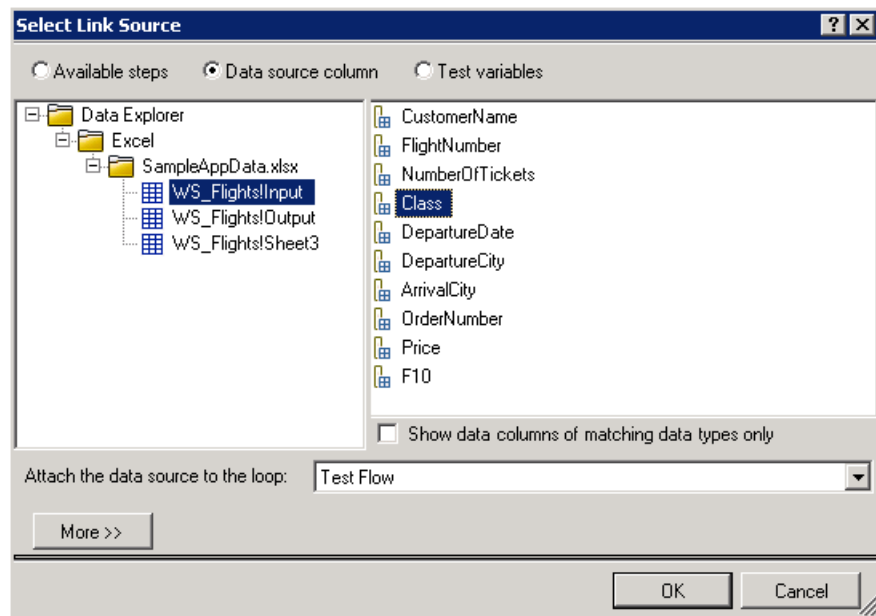 Select Link Source
Available steps Data source column Test variables
Data Explorer
Excel
SampleAppData.xlsx
WS_Flights!Input
WS_Flights!Output
WS_Flights!Sheet3
CustomerName
FlightNumber
NumberOfTickets
Class
DepartureDate
DepartureCity
ArrivalCity
OrderNumber
Price
F10
Show data columns of matching data types only
Attach the data source to the loop: Test Flow
More >>
OK Cancel